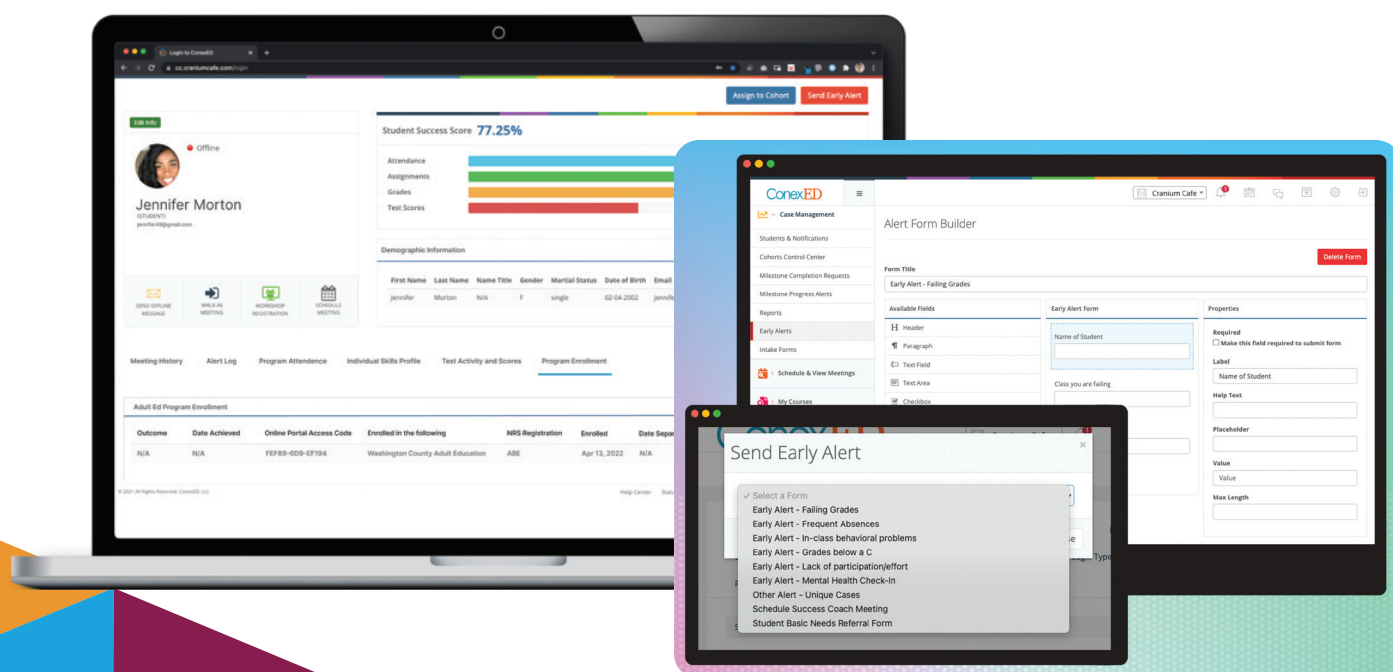 Login to ConexED
cc.craniumcafe.com/login
Assign to Cohort
Send Early Alert
Edit Info
Offline
Jennifer Morton
(STUDENT)
jennifer49@gmail.com
SEND OFFLINE MESSAGE
WALK-IN MEETING
WORKSHOP REGISTRATION
SCHEDULE MEETING
Student Success Score 77.25%
Attendance
Assignments
Grades
Test Scores
Demographic Information
First Name Last Name Name Title Gender Martial Status Date of Birth Email
jennifer Morton N/A F single 02-04-2002
Meeting History Alert Log Program Attendence Individual Skills Profile Test Activity and Scores Program Enrollment
Adult Ed Program Enrollment
Outcome Date Achieved Online Portal Access Code Enrolled in the following NRS Registration Enrolled Date
N/A N/A FEF89-6D9-EF194 Washington County Adult Education ABE Apr 13, 2022 N/A
© 2021 All Rights Reserved. ConexED, LLC
Help Center
ConexED
Cranium Cafe
Case Management
Students & Notifications
Cohorts Control Center
Milestone Completion Requests
Milestone Progress Alerts
Reports
Early Alerts
Intake Forms
Schedule & View Meetings
My Courses
Alert Form Builder
Delete Form
Form Title
Early Alert - Failing Grades
Available Fields
H Header
¶ Paragraph
Text Field
Text Area
Checkbox
Early Alert Form
Name of Student
Class you are failing
Properties
Required
Make this field required to submit form
Label
Name of Student
Help Text
Placeholder
Value
Value
Max Length
Send Early Alert
×
✓ Select a Form
Early Alert - Failing Grades
Early Alert - Frequent Absences
Early Alert - In-class behavioral problems
Early Alert - Grades below a C
Early Alert - Lack of participation/effort
Early Alert - Mental Health Check-In
Other Alert - Unique Cases
Schedule Success Coach Meeting
Student Basic Needs Referral Form
Type